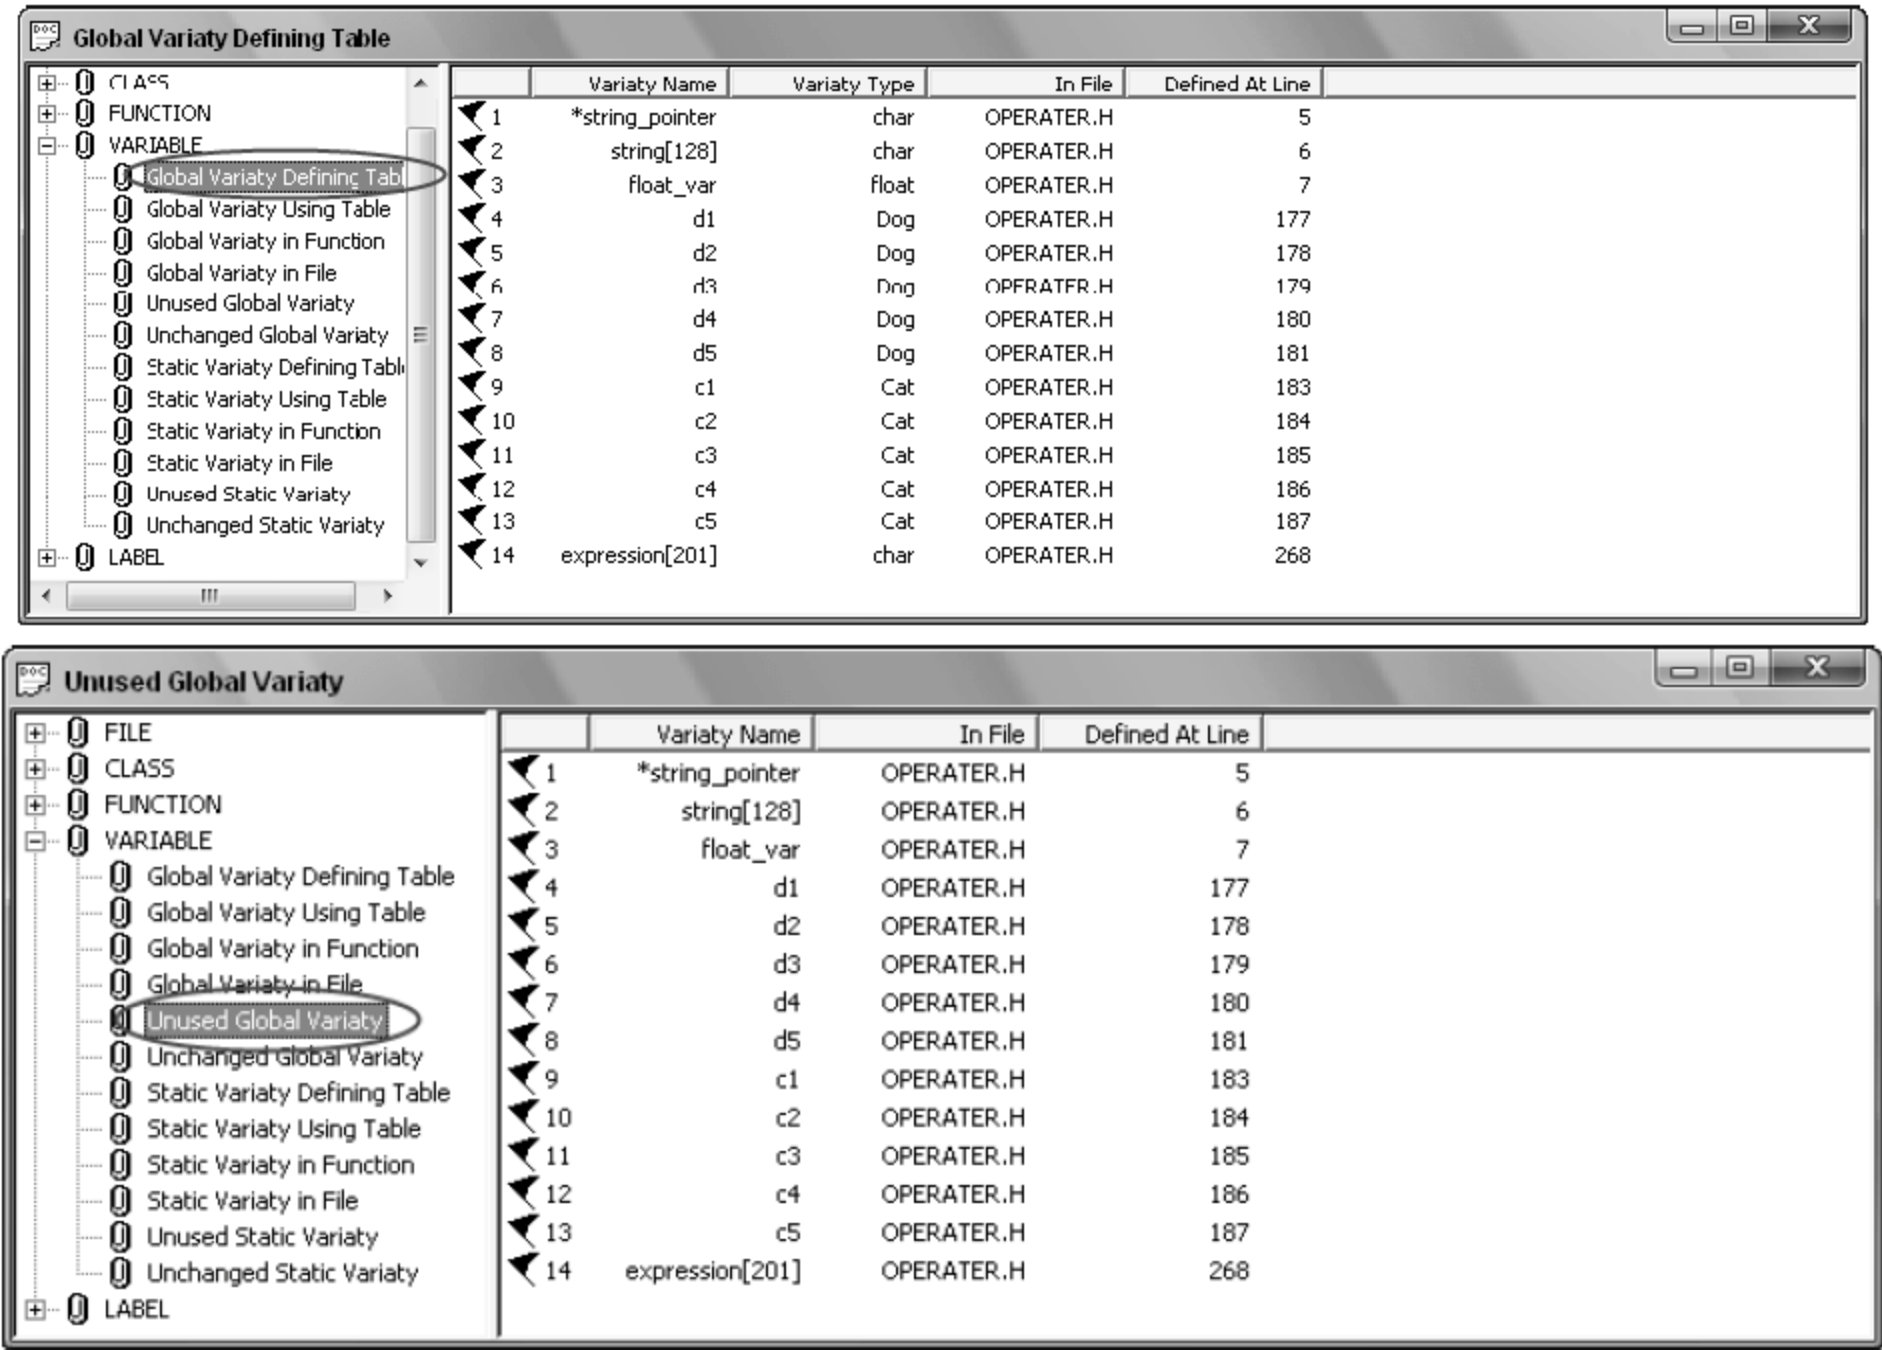 Global Variaty Defining Table
CLASS
FUNCTION
VARIABLE
Global Variaty Defining Tabl
Global Variaty Using Table
Global Variaty in Function
Global Variaty in File
Unused Global Variaty
Unchanged Global Variaty
Static Variaty Defining Tabl
Static Variaty Using Table
Static Variaty in Function
Static Variaty in File
Unused Static Variaty
Unchanged Static Variaty
LABEL
Variaty Name Variaty Type In File Defined At Line
1 *string_pointer char OPERATER.H 5
2 string[128] char OPERATER.H 6
3 float_var float OPERATER.H 7
4 d1 Dog OPERATER.H 177
5 d2 Dog OPERATER.H 178
6 d3 Dog OPERATER.H 179
7 d4 Dog OPERATER.H 180
8 d5 Dog OPERATER.H 181
9 c1 Cat OPERATER.H 183
10 c2 Cat OPERATER.H 184
11 c3 Cat OPERATER.H 185
12 c4 Cat OPERATER.H 186
13 c5 Cat OPERATER.H 187
14 expression[201] char OPERATER.H 268
Unused Global Variaty
FILE
CLASS
FUNCTION
VARIABLE
Global Variaty Defining Table
Global Variaty Using Table
Global Variaty in Function
Global Variaty in File
Unused Global Variaty
Unchanged Global Variaty
Static Variaty Defining Table
Static Variaty Using Table
Static Variaty in Function
Static Variaty in File
Unused Static Variaty
Unchanged Static Variaty
LABEL
Variaty Name In File Defined At Line
1 *string_pointer OPERATER.H 5
2 string[128] OPERATER.H 6
3 float_var OPERATER.H 7
4 d1 OPERATER.H 177
5 d2 OPERATER.H 178
6 d3 OPERATER.H 179
7 d4 OPERATER.H 180
8 d5 OPERATER.H 181
9 c1 OPERATER.H 183
10 c2 OPERATER.H 184
11 c3 OPERATER.H 185
12 c4 OPERATER.H 186
13 c5 OPERATER.H 187
14 expression[201] OPERATER.H 268